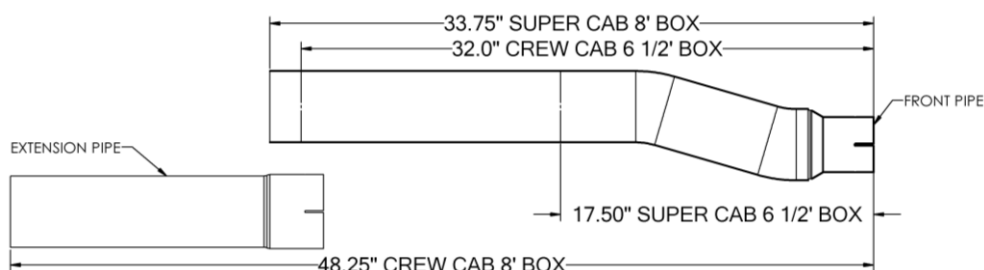 33.75" SUPER CAB 8' BOX
32.0" CREW CAB 6 1/2' BOX
FRONT PIPE
EXTENSION PIPE
17.50" SUPER CAB 6 1/2' BOX
48.25" CREW CAB 8' BOX